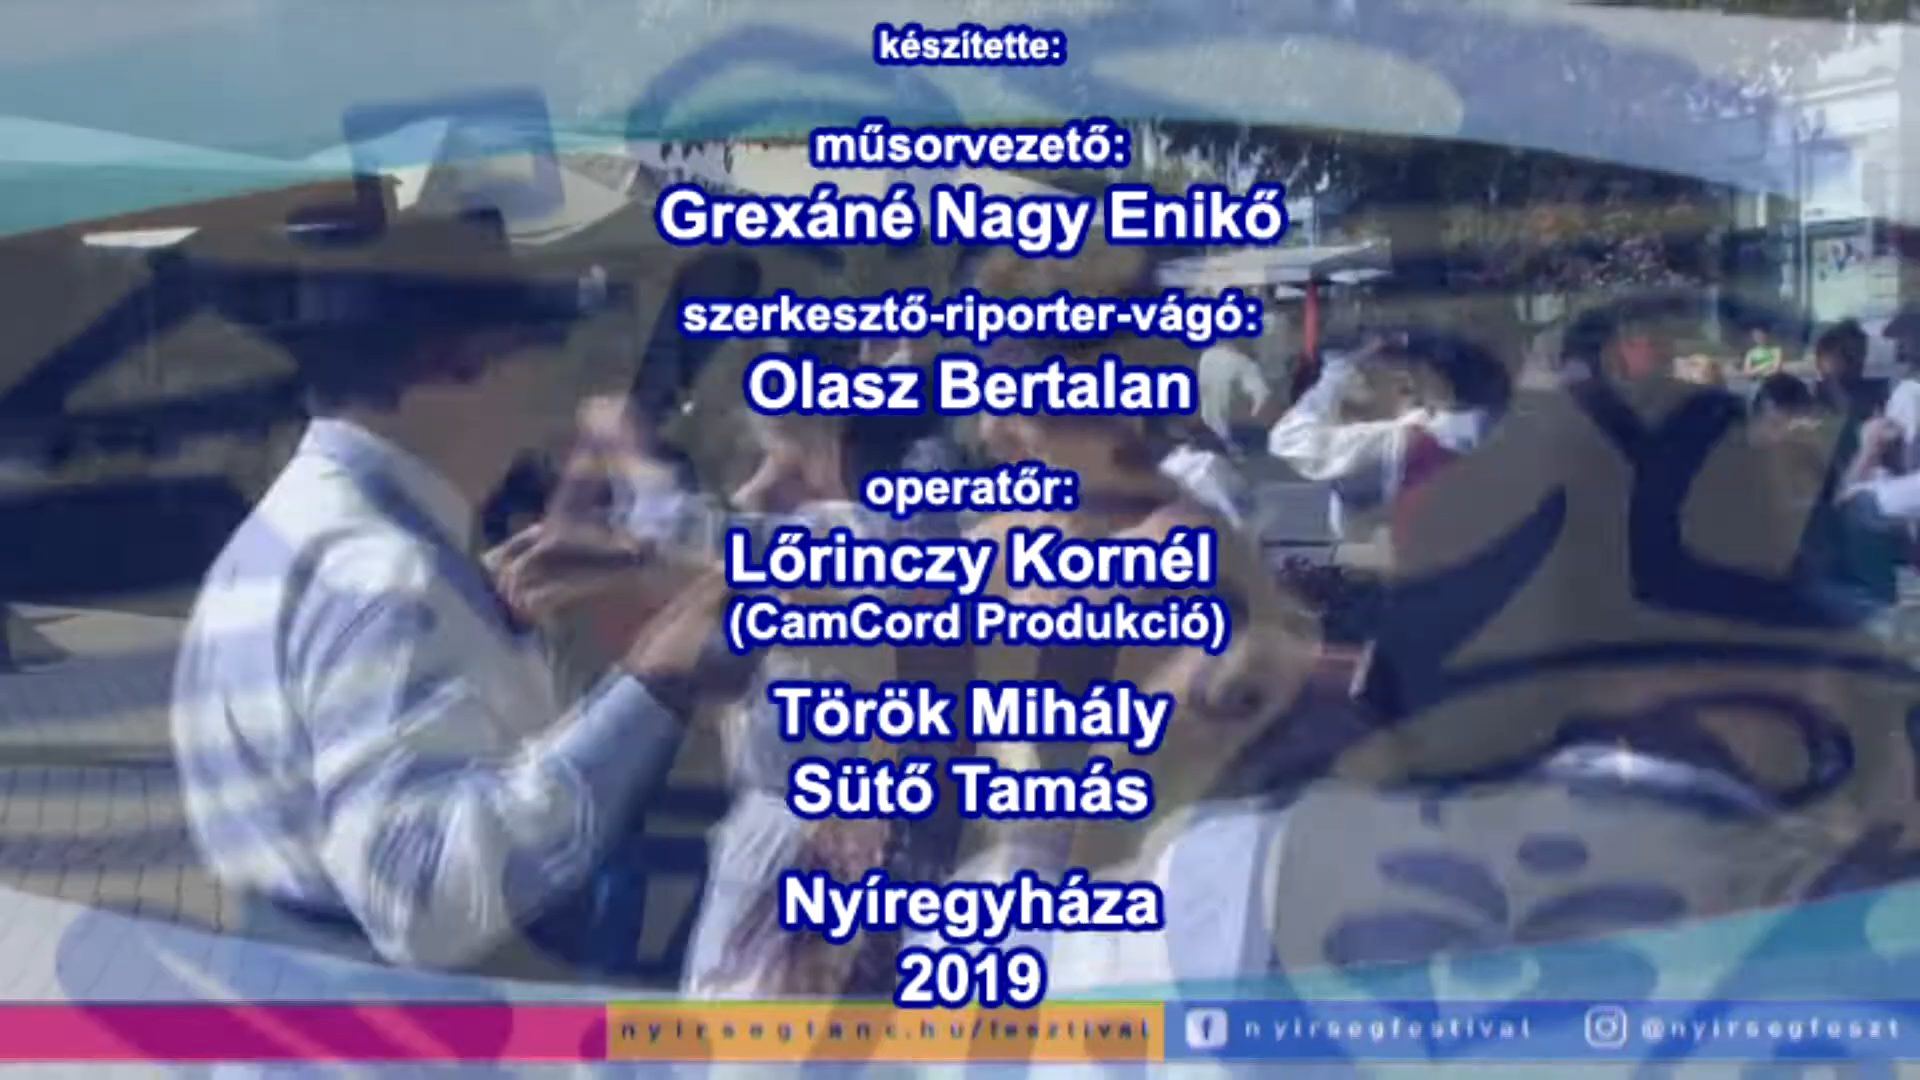 készítette:
műsorvezető:
Grexáné Nagy Enikő
szerkesztő-riporter-vágó:
Olasz Bertalan
operatőr:
Lőrinczy Kornél
(CamCord Produkció)
Török Mihály
Sütő Tamás
Nyíregyháza
2019
nyirsegtanc.hu/fesztival
nyirsegfestival
@nyirsegfeszt